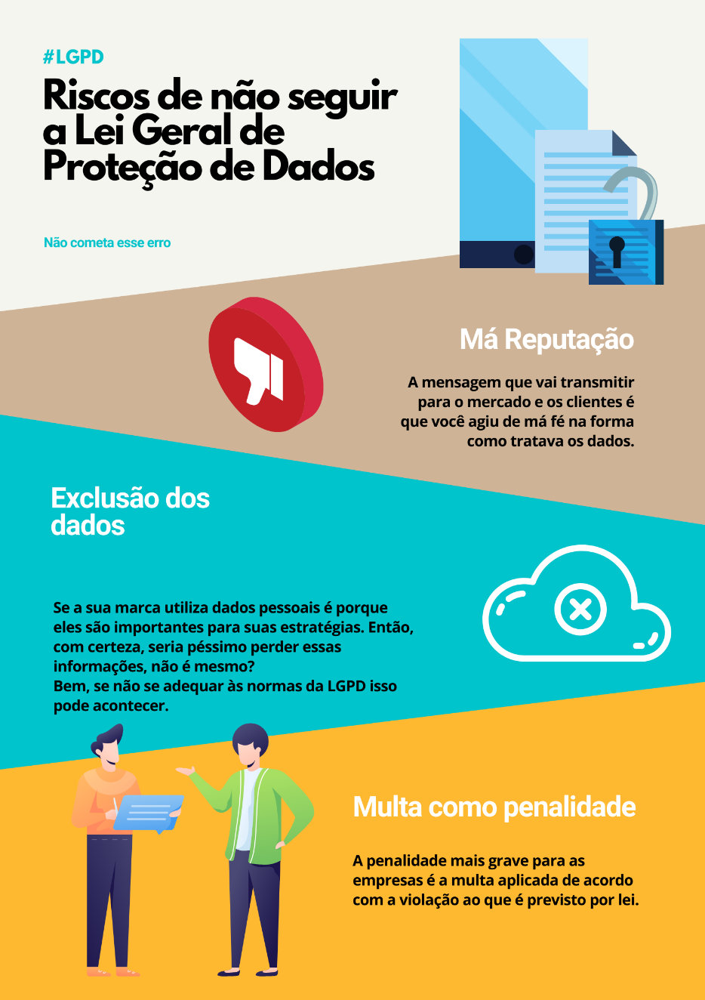 #LGPD
Riscos de não seguir
a Lei Geral de
Proteção de Dados
Não cometa esse erro
Má Reputação
A mensagem que vai transmitir
para o mercado e os clientes é
que você agiu de má fé na forma
como tratava os dados.
Exclusão dos
dados
Se a sua marca utiliza dados pessoais é porque
eles são importantes para suas estratégias. Então,
com certeza, seria péssimo perder essas
informações, não é mesmo?
Bem, se não se adequar às normas da LGPD isso
pode acontecer.
Multa como penalidade
A penalidade mais grave para as
empresas é a multa aplicada de acordo
com a violação ao que é previsto por lei.